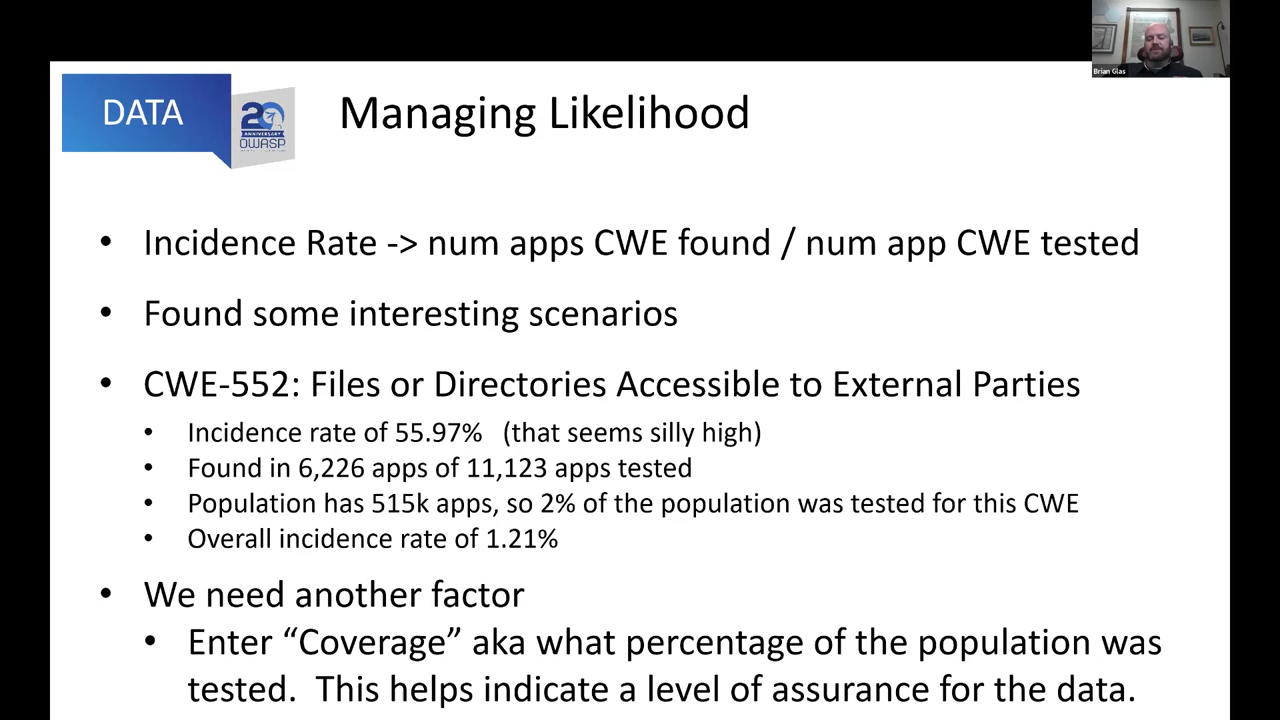 Brian Glas
DATA
20
ANNIVERSARY
OWASP
Managing Likelihood
• Incidence Rate -> num apps CWE found / num app CWE tested
• Found some interesting scenarios
• CWE-552: Files or Directories Accessible to External Parties
• Incidence rate of 55.97% (that seems silly high)
• Found in 6,226 apps of 11,123 apps tested
• Population has 515k apps, so 2% of the population was tested for this CWE
• Overall incidence rate of 1.21%
• We need another factor
• Enter “Coverage” aka what percentage of the population was
tested. This helps indicate a level of assurance for the data.